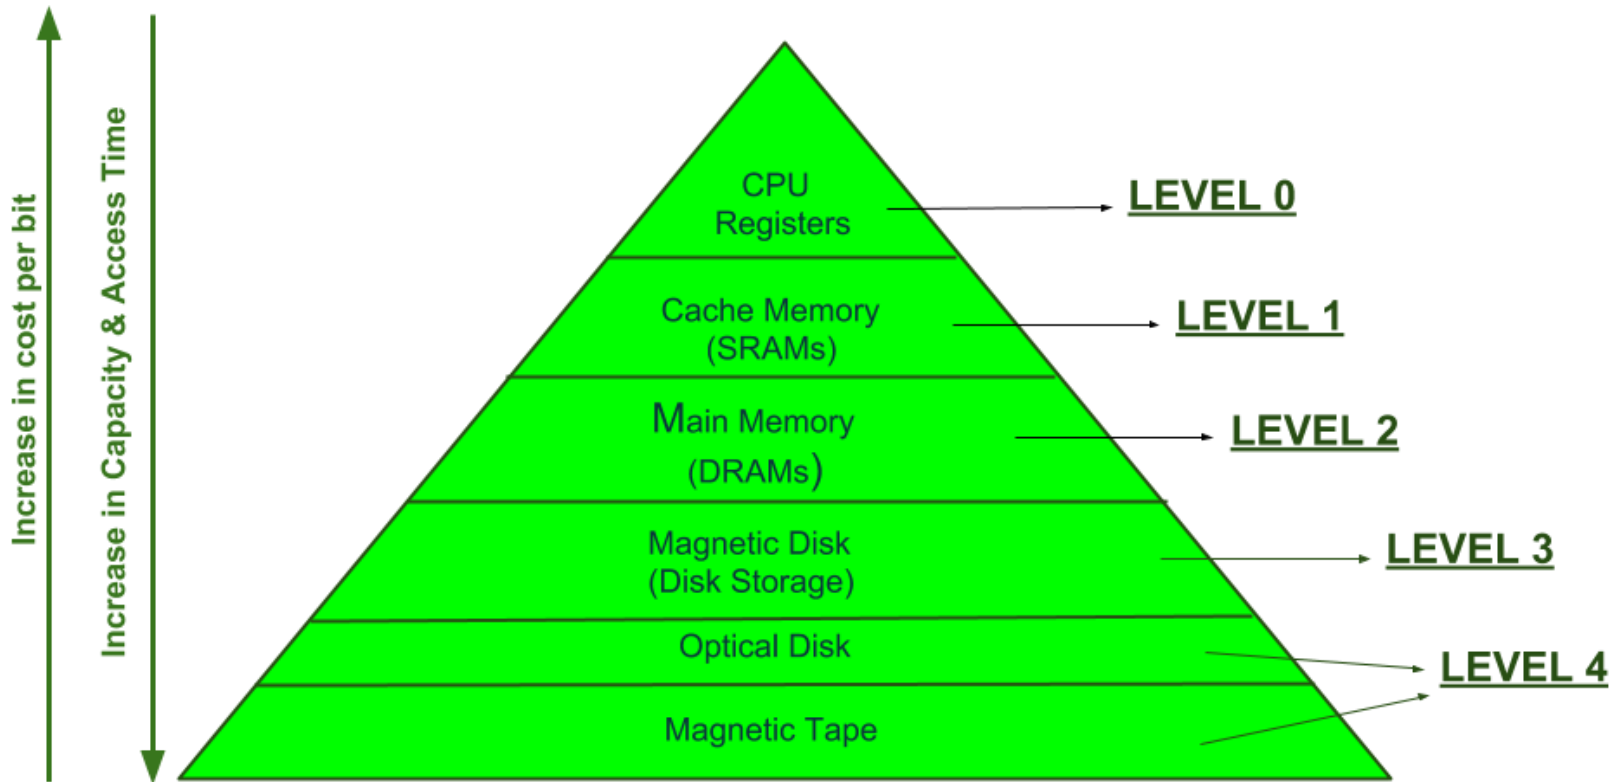 Increase in cost per bit
Increase in Capacity & Access Time
CPU
Registers
LEVEL 0
Cache Memory
(SRAMs)
LEVEL 1
Main Memory
(DRAMs)
LEVEL 2
Magnetic Disk
(Disk Storage)
LEVEL 3
Optical Disk
LEVEL 4
Magnetic Tape